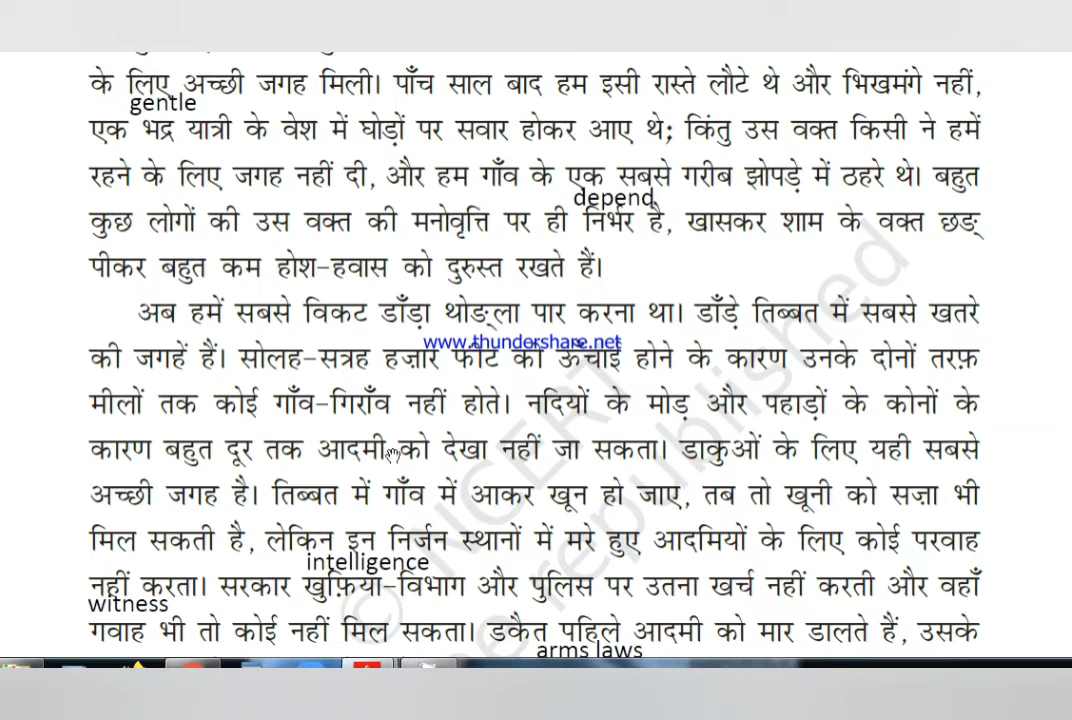 के लिए अच्छी जगह मिली। पाँच साल बाद हम इसी रास्ते लौटे थे और भिखमंगे नहीं,
gentle
एक भद्र यात्री के वेश में घोड़ों पर सवार होकर आए थे; किंतु उस वक्त किसी ने हमें
रहने के लिए जगह नहीं दी, और हम गाँव के एक सबसे गरीब झोपड़े में ठहरे थे। बहुत
depend
कुछ लोगों की उस वक्त की मनोवृत्ति पर ही निर्भर है, खासकर शाम के वक्त छङ्
पीकर बहुत कम होश-हवास को दुरुस्त रखते हैं।
अब हमें सबसे विकट डाँड़ा थोङ्ला पार करना था। डाँड़े तिब्बत में सबसे खतरे
www.thundershare.net
की जगहें हैं। सोलह-सत्रह हज़ार फीट की ऊँचाई होने के कारण उनके दोनों तरफ़
मीलों तक कोई गाँव-गिराँव नहीं होते। नदियों के मोड़ और पहाड़ों के कोनों के
कारण बहुत दूर तक आदमी को देखा नहीं जा सकता। डाकुओं के लिए यही सबसे
अच्छी जगह है। तिब्बत में गाँव में आकर खून हो जाए, तब तो खूनी को सज़ा भी
मिल सकती है, लेकिन इन निर्जन स्थानों में मरे हुए आदमियों के लिए कोई परवाह
intelligence
नहीं करता। सरकार खुफ़िया-विभाग और पुलिस पर उतना खर्च नहीं करती और वहाँ
witness
गवाह भी तो कोई नहीं मिल सकता। डकैत पहिले आदमी को मार डालते हैं, उसके
arms laws
© NCERT
be republished